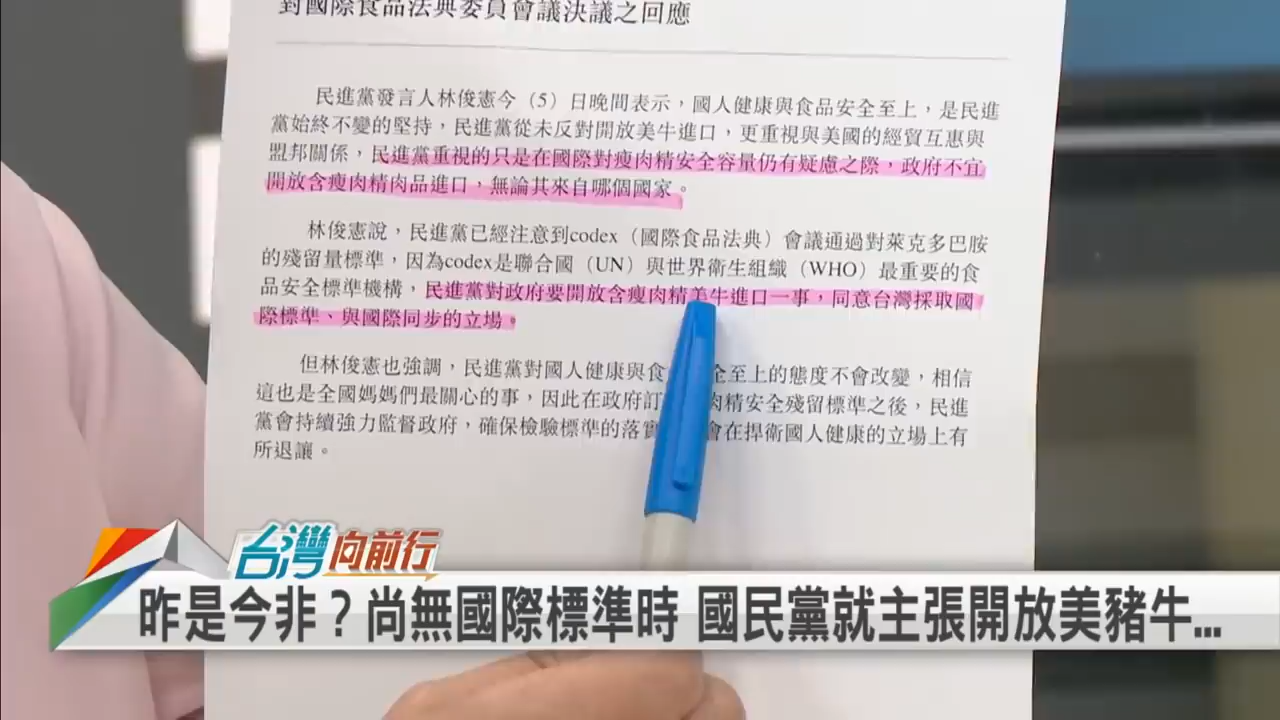 對國際食品法典委員會議決議之回應
民進黨發言人林俊憲今（5）日晚間表示，國人健康與食品安全至上，是民進
黨始終不變的堅持，民進黨從未反對開放美牛進口，更重視與美國的經貿互惠與
盟邦關係，民進黨重視的只是在國際對瘦肉精安全容量仍有疑慮之際，政府不宜
開放含瘦肉精肉品進口，無論其來自哪個國家。
林俊憲說，民進黨已經注意到codex（國際食品法典）會議通過對萊克多巴胺
的殘留量標準，因為codex是聯合國（UN）與世界衛生組織（WHO）最重要的食
品安全標準機構，民進黨對政府要開放含瘦肉精美牛進口一事，同意台灣採取國
際標準、與國際同步的立場。
但林俊憲也強調，民進黨對國人健康與食 全至上的態度不會改變，相信
這也是全國媽媽們最關心的事，因此在政府訂 肉精安全殘留標準之後，民進
黨會持續強力監督政府，確保檢驗標準的落實 會在捍衛國人健康的立場上有
所退讓。
台灣向前行
昨是今非？尚無國際標準時 國民黨就主張開放美豬牛...